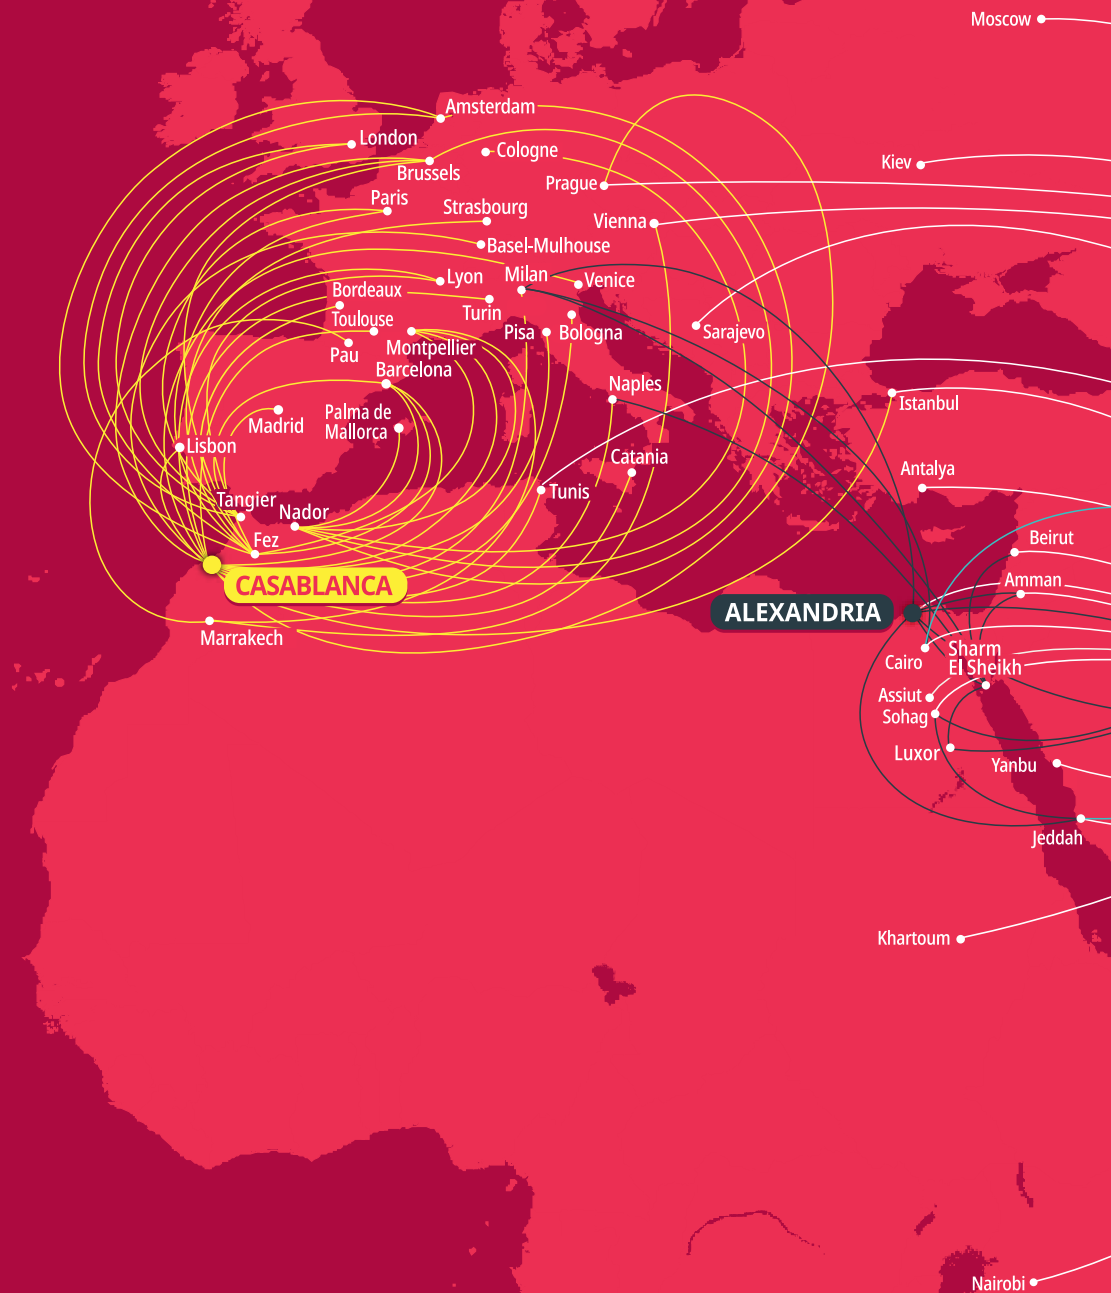 Moscow
Amsterdam
London
Cologne
Brussels
Kiev
Prague
Paris
Strasbourg
Vienna
Basel-Mulhouse
Lyon
Milan
Venice
Bordeaux
Turin
Toulouse
Pisa
Bologna
Sarajevo
Pau
Montpellier
Barcelona
Naples
Istanbul
Palma de
Mallorca
Madrid
Lisbon
Catania
Antalya
Tunis
Tangier
Nador
Fez
Beirut
CASABLANCA
Amman
ALEXANDRIA
Marrakech
Cairo
Sharm
El Sheikh
Assiut
Sohag
Luxor
Yanbu
Jeddah
Khartoum
Nairobi